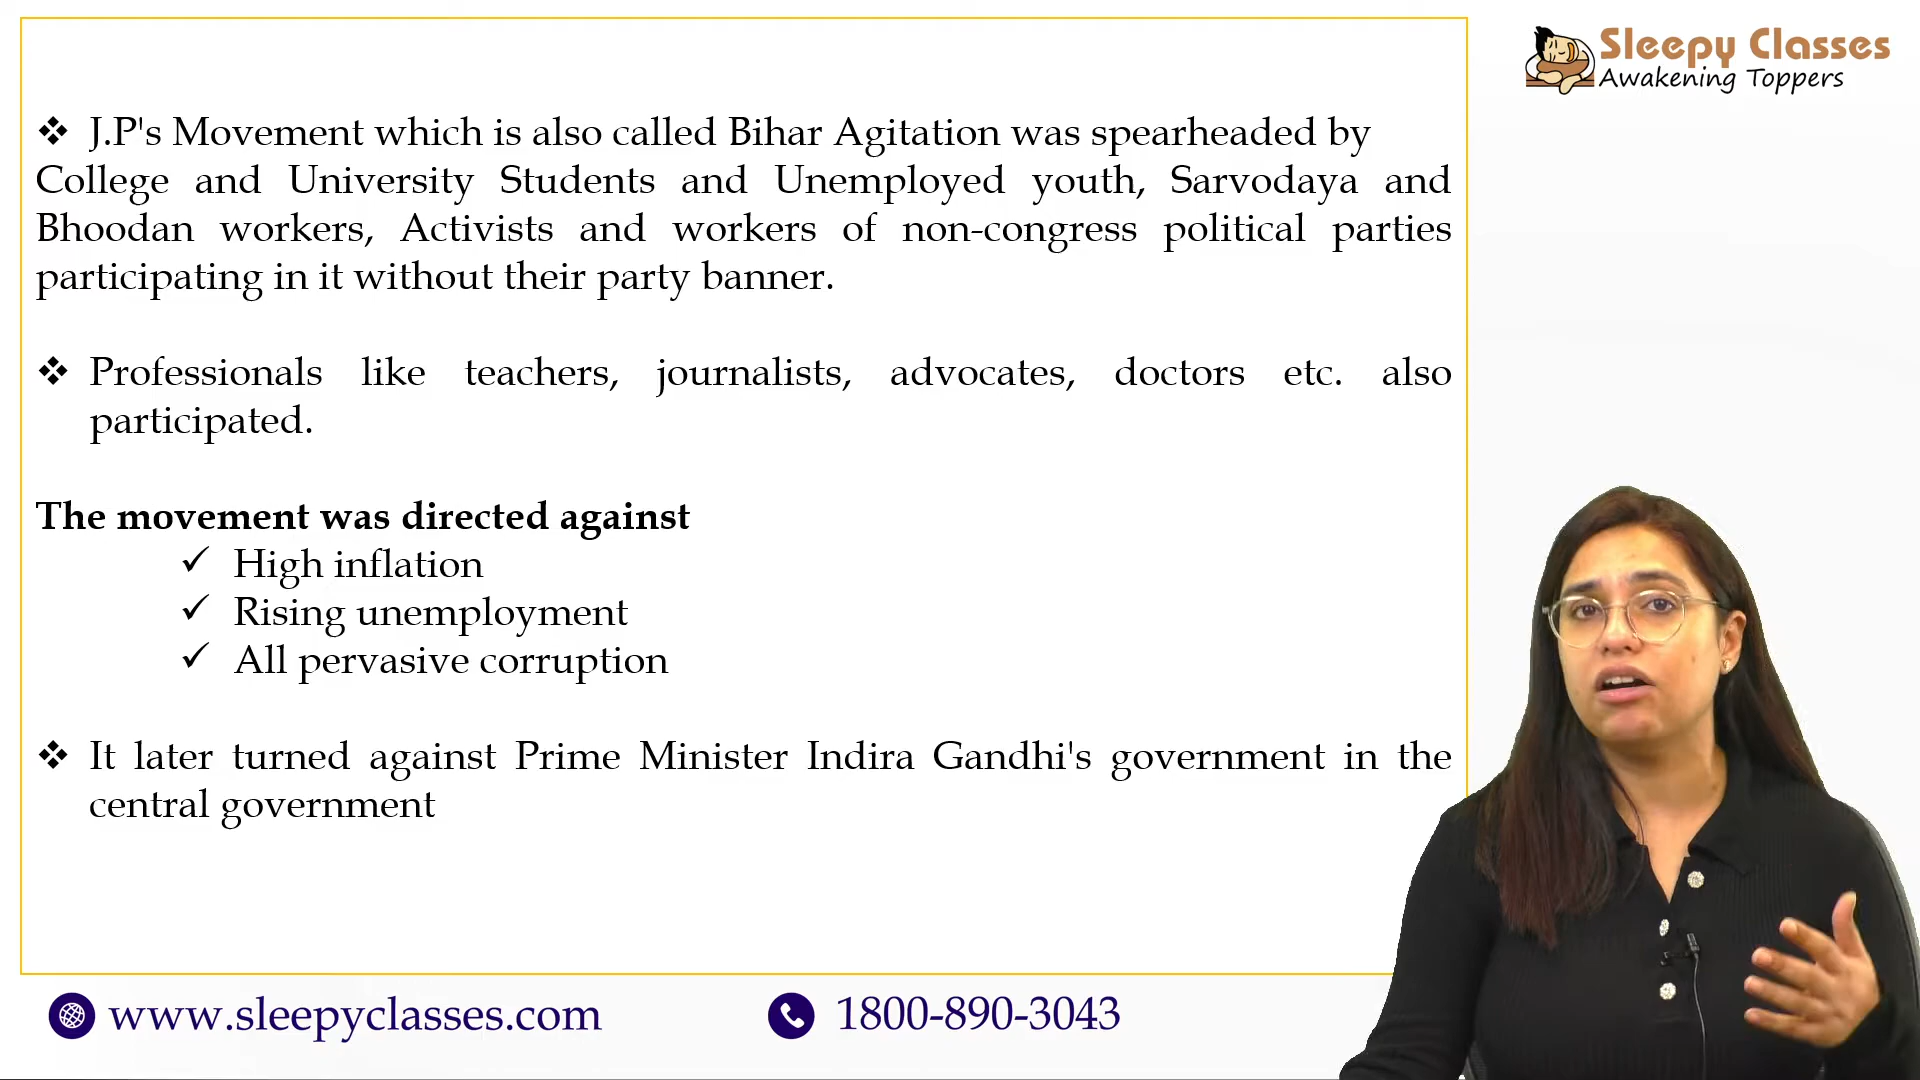 Sleepy Classes
Awakening Toppers
❖ J.P's Movement which is also called Bihar Agitation was spearheaded by
College and University Students and Unemployed youth, Sarvodaya and
Bhoodan workers, Activists and workers of non-congress political parties
participating in it without their party banner.
❖ Professionals like teachers, journalists, advocates, doctors etc. also
participated.
The movement was directed against
✓ High inflation
✓ Rising unemployment
✓ All pervasive corruption
❖ It later turned against Prime Minister Indira Gandhi's government in the
central government
www.sleepyclasses.com
1800-890-3043